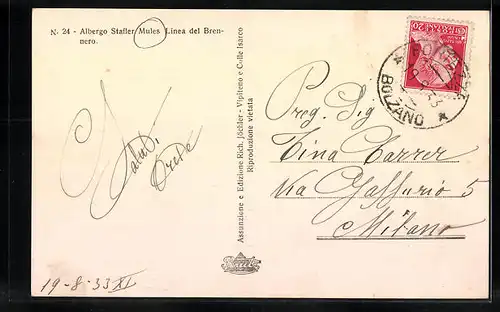 N. 24 - Albergo Stafler Mules Linea del Bren-
nero.
Saluti
19-8-33 XI
Assunzione e Edizione Rich. Jöchler - Vipiteno e Colle Isarco
Riproduzione vietata
BOLZANO
20
Preg. Sig
Tina Carrer
Via Gaffurio 5
Milano